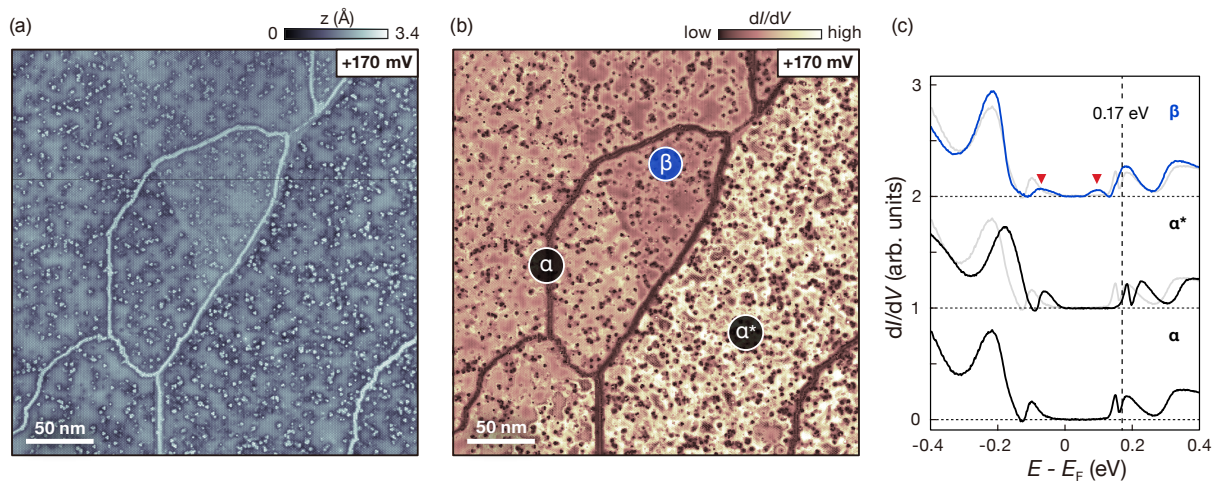 (a)
z (Å)
0
3.4
+170 mV
50 nm
(b)
dI/dV
low
high
+170 mV
β
α
α*
50 nm
(c)
3
0.17 eV
β
2
α*
1
α
0
dI/dV (arb. units)
-0.4
-0.2
0
0.2
0.4
E - EF (eV)